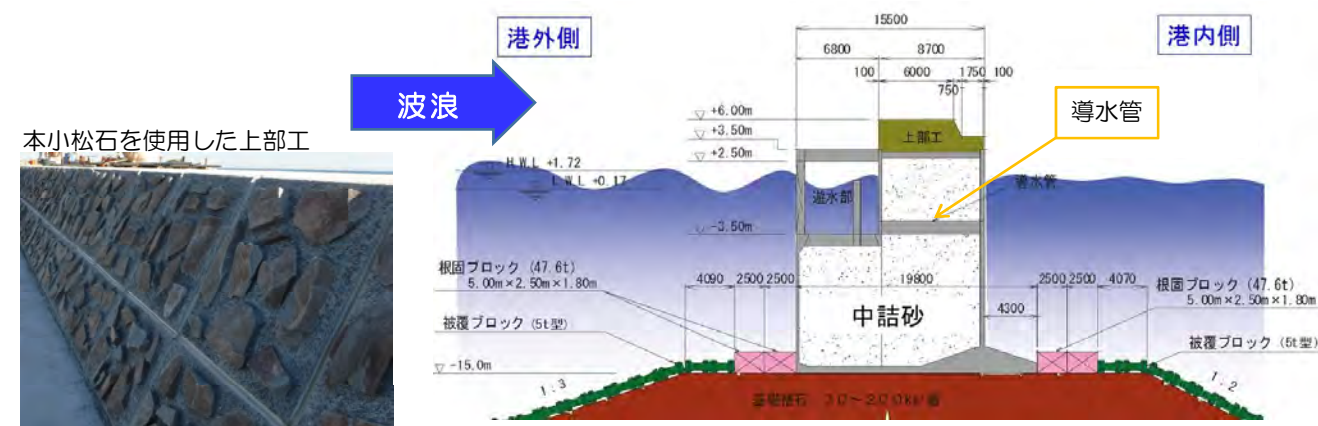 15500
港外側
港内側
6800
8700
100
6000
1750
100
750
波浪
導水管
+6.00m
上部工
本小松石を使用した上部工
+3.50m
+2.50m
H.W.L +1.72
L.W.L +0.17
導水管
遊水部
-3.50m
根固ブロック (47.6t)
5.00m×2.50m×1.80m
4090
2500
2500
19800
2500
2500
4070
根固ブロック (47.6t)
5.00m×2.50m×1.80m
4300
中詰砂
被覆ブロック (5t型)
被覆ブロック (5t型)
-15.0m
1:3
1:2
基礎捨石 30~200kg/個